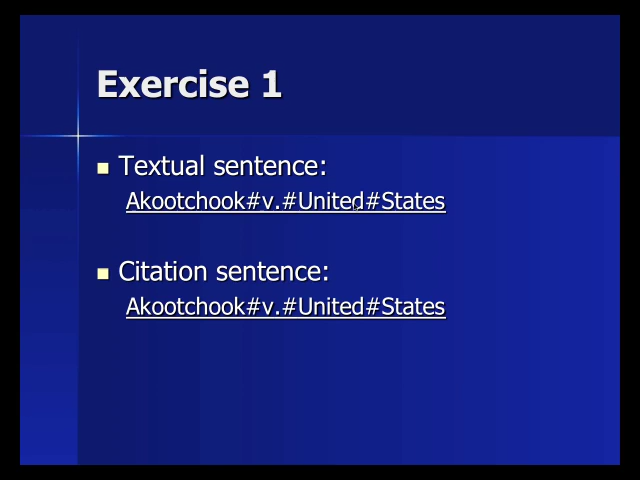 Exercise 1
Textual sentence:
Akootchook#v.#United#States
Citation sentence:
Akootchook#v.#United#States